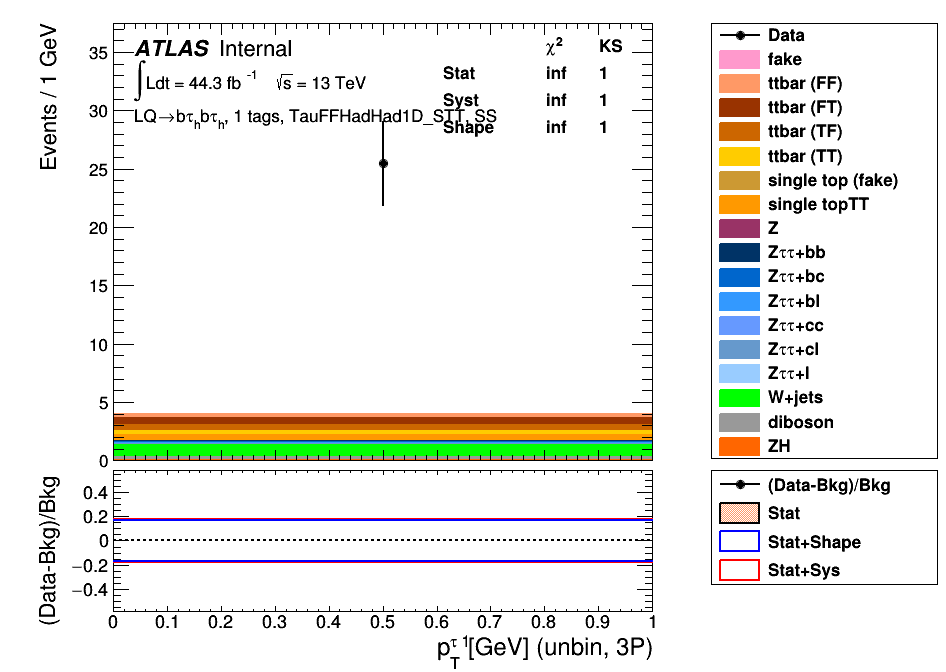 Events / 1 GeV
35
30
25
20
15
10
5
0
ATLAS Internal
∫Ldt = 44.3 fb⁻¹ √s = 13 TeV
LQ→bτₕbτₕ, 1 tags, TauFFHadHad1D_STT, SS
χ² KS
Stat inf 1
Syst inf 1
Shape inf 1
Data
fake
ttbar (FF)
ttbar (FT)
ttbar (TF)
ttbar (TT)
single top (fake)
single topTT
Z
Zττ+bb
Zττ+bc
Zττ+bl
Zττ+cc
Zττ+cl
Zττ+l
W+jets
diboson
ZH
(Data-Bkg)/Bkg
0.4
0.2
0
−0.2
−0.4
0 0.1 0.2 0.3 0.4 0.5 0.6 0.7 0.8 0.9 1
p_T^τ 1[GeV] (unbin, 3P)
(Data-Bkg)/Bkg
Stat
Stat+Shape
Stat+Sys